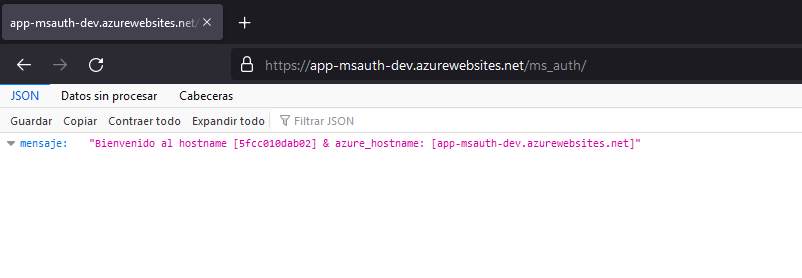 app-msauth-dev.azurewebsites.net/
https://app-msauth-dev.azurewebsites.net/ms_auth/
JSON Datos sin procesar Cabeceras
Guardar Copiar Contraer todo Expandir todo Filtrar JSON
mensaje: "Bienvenido al hostname [5fcc010dab02] & azure_hostname: [app-msauth-dev.azurewebsites.net]"